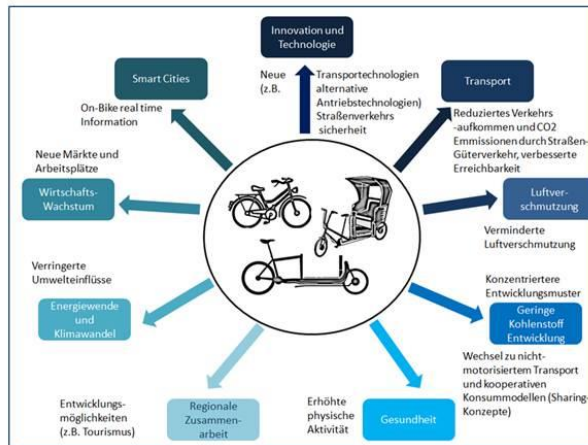 Innovation und
Technologie
Smart Cities
Transport
Neue
(z.B.
Transportechnologien
alternative
Antriebstechnologien)
Straßenverkehrs
sicherheit
On-Bike real time
Information
Reduziertes Verkehrs
-aufkommen und CO2
Emmissionen durch Straßen-
Güterverkehr, verbesserte
Erreichbarkeit
Neue Märkte und
Arbeitsplätze
Wirtschafts-
Wachstum
Luftver-
schmutzung
Verminderte
Luftverschmutzung
Verringerte
Umwelteinflüsse
Energiewende
und
Klimawandel
Konzentriertere
Entwicklungsmuster
Geringe
Kohlenstoff
Entwicklung
Wechsel zu nicht-
motorisiertem Transport
und kooperativen
Konsummodellen (Sharing-
Konzepte)
Entwicklungs-
möglichkeiten
(z.B. Tourismus)
Regionale
Zusammen-
arbeit
Erhöhte
physische
Aktivität
Gesundheit